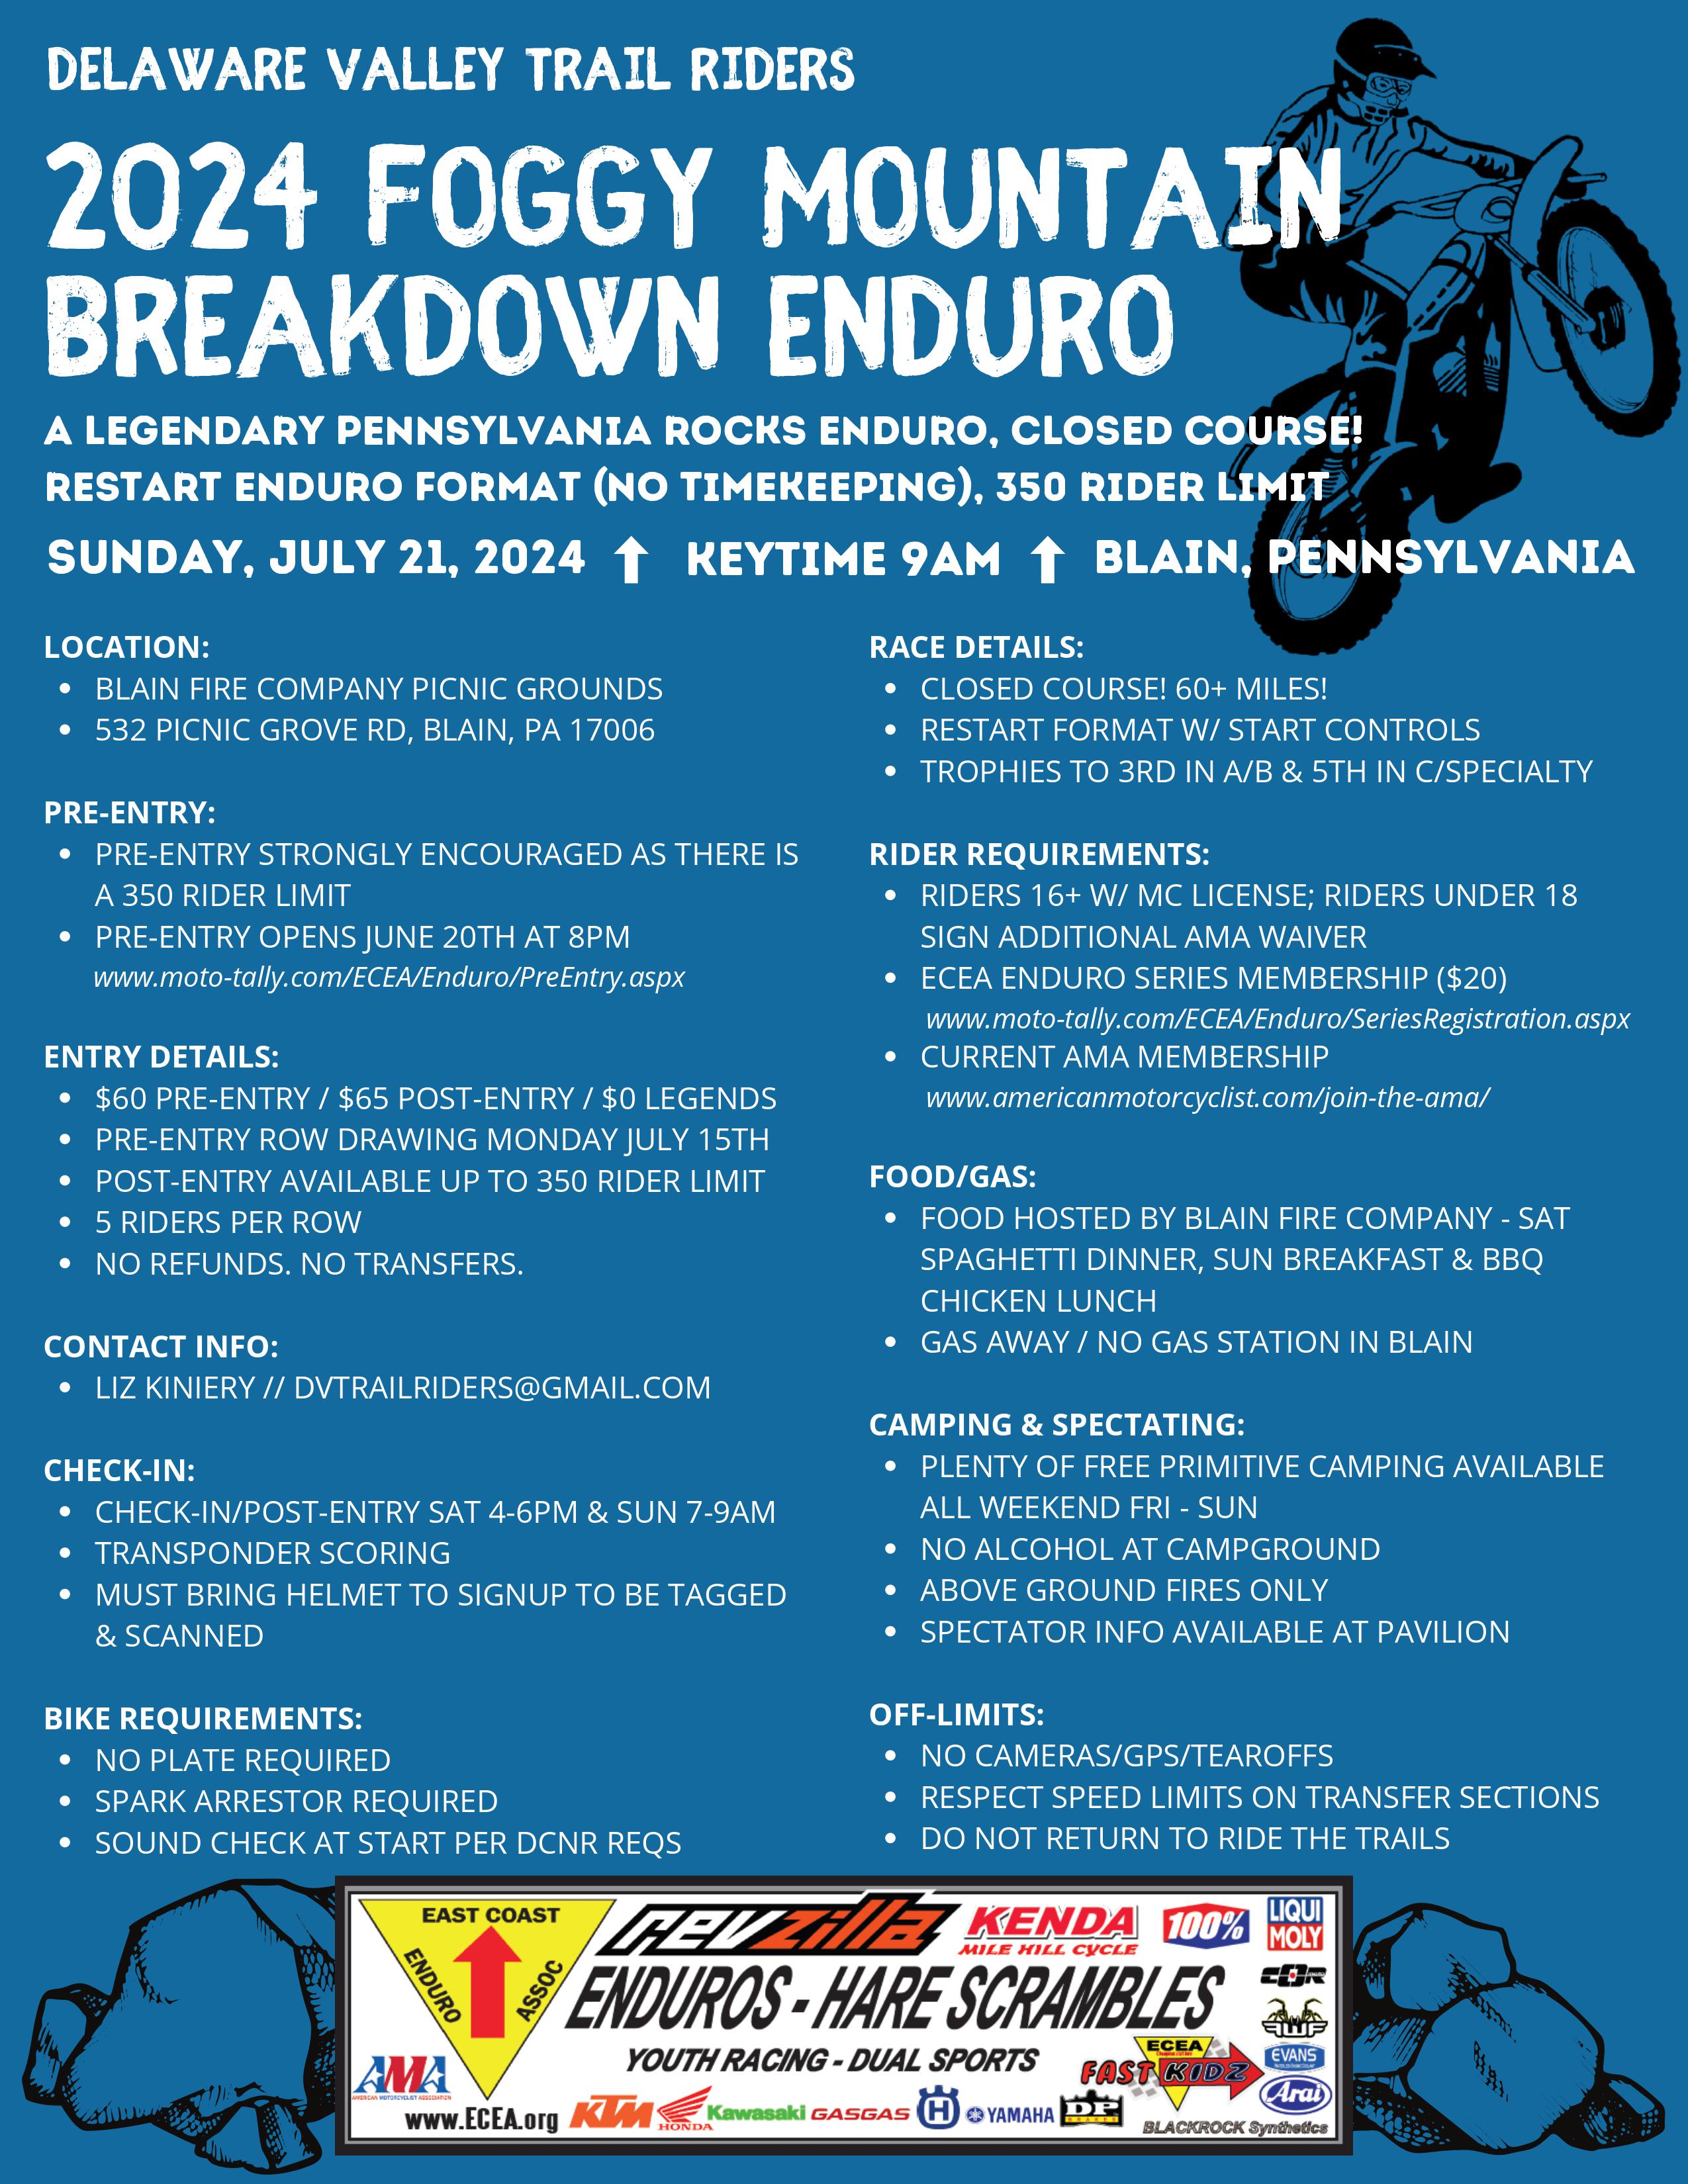 DELAWARE VALLEY TRAIL RIDERS
2024 FOGGY MOUNTAIN
BREAKDOWN ENDURO
A LEGENDARY PENNSYLVANIA ROCKS ENDURO, CLOSED COURSE!
RESTART ENDURO FORMAT (NO TIMEKEEPING), 350 RIDER LIMIT
SUNDAY, JULY 21, 2024 ⬆ KEYTIME 9AM ⬆ BLAIN, PENNSYLVANIA
LOCATION:
• BLAIN FIRE COMPANY PICNIC GROUNDS
• 532 PICNIC GROVE RD, BLAIN, PA 17006
PRE-ENTRY:
• PRE-ENTRY STRONGLY ENCOURAGED AS THERE IS
A 350 RIDER LIMIT
• PRE-ENTRY OPENS JUNE 20TH AT 8PM
www.moto-tally.com/ECEA/Enduro/PreEntry.aspx
ENTRY DETAILS:
• $60 PRE-ENTRY / $65 POST-ENTRY / $0 LEGENDS
• PRE-ENTRY ROW DRAWING MONDAY JULY 15TH
• POST-ENTRY AVAILABLE UP TO 350 RIDER LIMIT
• 5 RIDERS PER ROW
• NO REFUNDS. NO TRANSFERS.
CONTACT INFO:
• LIZ KINIERY // DVTRAILRIDERS@GMAIL.COM
CHECK-IN:
• CHECK-IN/POST-ENTRY SAT 4-6PM & SUN 7-9AM
• TRANSPONDER SCORING
• MUST BRING HELMET TO SIGNUP TO BE TAGGED
& SCANNED
BIKE REQUIREMENTS:
• NO PLATE REQUIRED
• SPARK ARRESTOR REQUIRED
• SOUND CHECK AT START PER DCNR REQS
RACE DETAILS:
• CLOSED COURSE! 60+ MILES!
• RESTART FORMAT W/ START CONTROLS
• TROPHIES TO 3RD IN A/B & 5TH IN C/SPECIALTY
RIDER REQUIREMENTS:
• RIDERS 16+ W/ MC LICENSE; RIDERS UNDER 18
SIGN ADDITIONAL AMA WAIVER
• ECEA ENDURO SERIES MEMBERSHIP ($20)
www.moto-tally.com/ECEA/Enduro/SeriesRegistration.aspx
• CURRENT AMA MEMBERSHIP
www.americanmotorcyclist.com/join-the-ama/
FOOD/GAS:
• FOOD HOSTED BY BLAIN FIRE COMPANY - SAT
SPAGHETTI DINNER, SUN BREAKFAST & BBQ
CHICKEN LUNCH
• GAS AWAY / NO GAS STATION IN BLAIN
CAMPING & SPECTATING:
• PLENTY OF FREE PRIMITIVE CAMPING AVAILABLE
ALL WEEKEND FRI - SUN
• NO ALCOHOL AT CAMPGROUND
• ABOVE GROUND FIRES ONLY
• SPECTATOR INFO AVAILABLE AT PAVILION
OFF-LIMITS:
• NO CAMERAS/GPS/TEAROFFS
• RESPECT SPEED LIMITS ON TRANSFER SECTIONS
• DO NOT RETURN TO RIDE THE TRAILS
EAST COAST
ENDURO
ASSOC
revzilla
KENDA
MILE HILL CYCLE
100%
LIQUI
MOLY
ENDUROS - HARE SCRAMBLES
YOUTH RACING - DUAL SPORTS
ECEA
FAST KIDZ
EVANS
Arai
AMA
AMERICAN MOTORCYCLIST ASSOCIATION
www.ECEA.org
KTM
HONDA
Kawasaki
GASGAS
H
YAMAHA
DP
BRAKES
BLACKROCK Synthetics